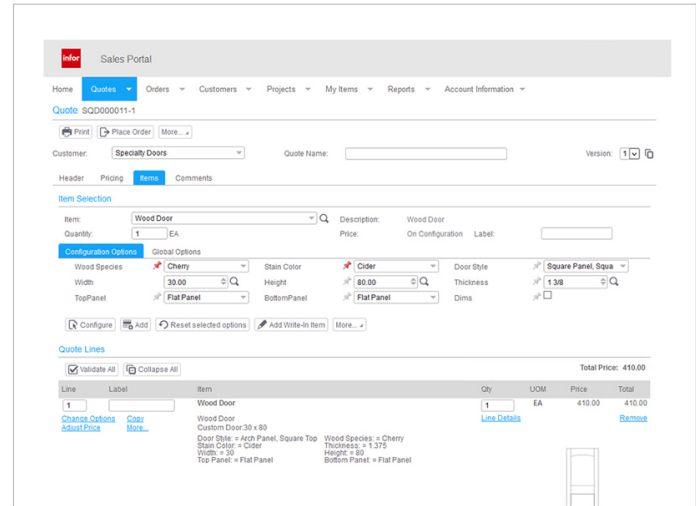 infor Sales Portal
Home Quotes Orders Customers Projects My Items Reports Account Information
Quote SQD000011-1
Print Place Order More...
Customer: Specialty Doors Quote Name: Version: 1
Header Pricing Items Comments
Item Selection
Item: Wood Door Description: Wood Door
Quantity: 1 EA Price: On Configuration Label:
Configuration Options Global Options
Wood Species Cherry Stain Color Cider Door Style Square Panel, Squa
Width 30.00 Height 80.00 Thickness 1 3/8
TopPanel Flat Panel BottomPanel Flat Panel Dims
Configure Add Reset selected options Add Write-In Item More...
Quote Lines
Validate All Collapse All Total Price: 410.00
Line Label Item Qty UOM Price Total
1 Wood Door 1 EA 410.00 410.00
Change Options Copy Wood Door Line Details Remove
Adjust Price More... Custom Door:30 x 80
Door Style: = Arch Panel, Square Top Wood Species: = Cherry
Stain Color: = Cider Thickness: = 1.375
Width: = 30 Height: = 80
Top Panel: = Flat Panel Bottom Panel: = Flat Panel